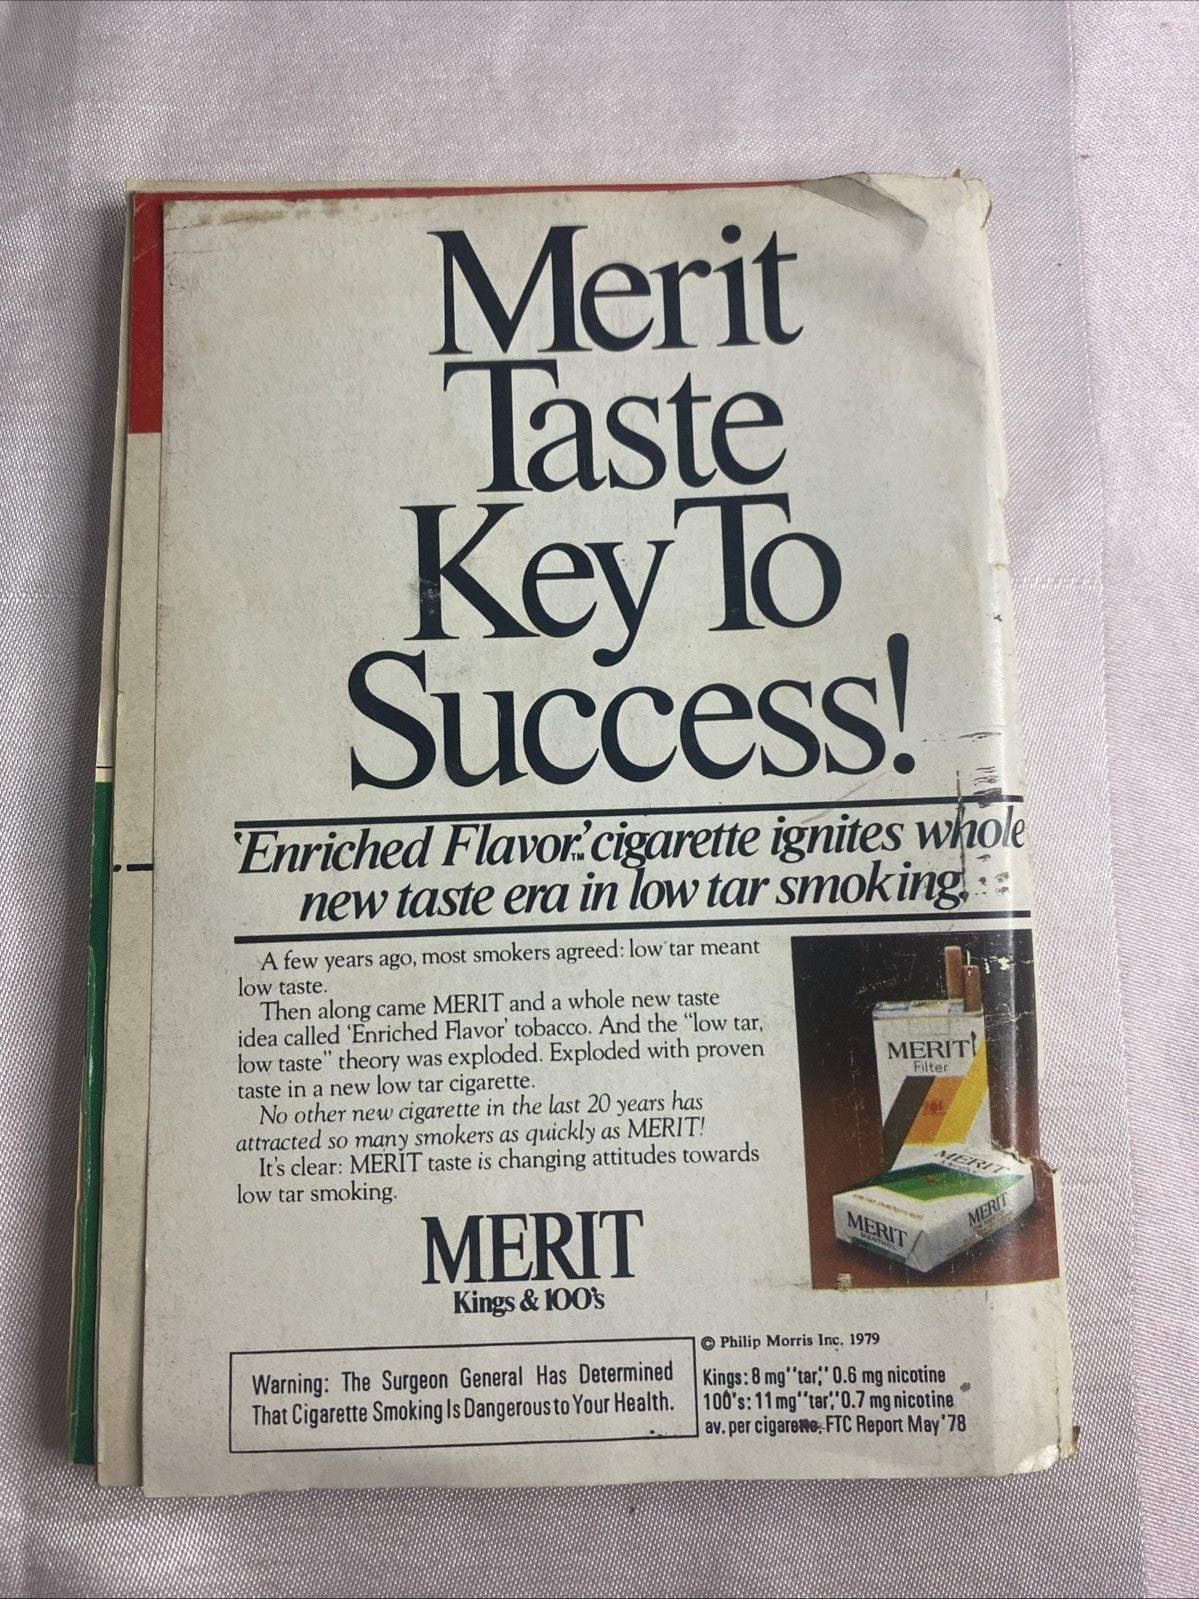 Merit
Taste
Key To
Success!
'Enriched Flavor,'™ cigarette ignites whole
new taste era in low tar smoking.
A few years ago, most smokers agreed: low tar meant
low taste.
Then along came MERIT and a whole new taste
idea called 'Enriched Flavor' tobacco. And the "low tar,
low taste" theory was exploded. Exploded with proven
taste in a new low tar cigarette.
No other new cigarette in the last 20 years has
attracted so many smokers as quickly as MERIT!
It's clear: MERIT taste is changing attitudes towards
low tar smoking.
MERIT
Filter
MERIT
MERIT
MENTHOL
MERIT
MERIT
Kings & 100's
© Philip Morris Inc. 1979
Warning: The Surgeon General Has Determined
That Cigarette Smoking Is Dangerous to Your Health.
Kings: 8 mg "tar," 0.6 mg nicotine
100's: 11 mg "tar," 0.7 mg nicotine
av. per cigarette, FTC Report May '78